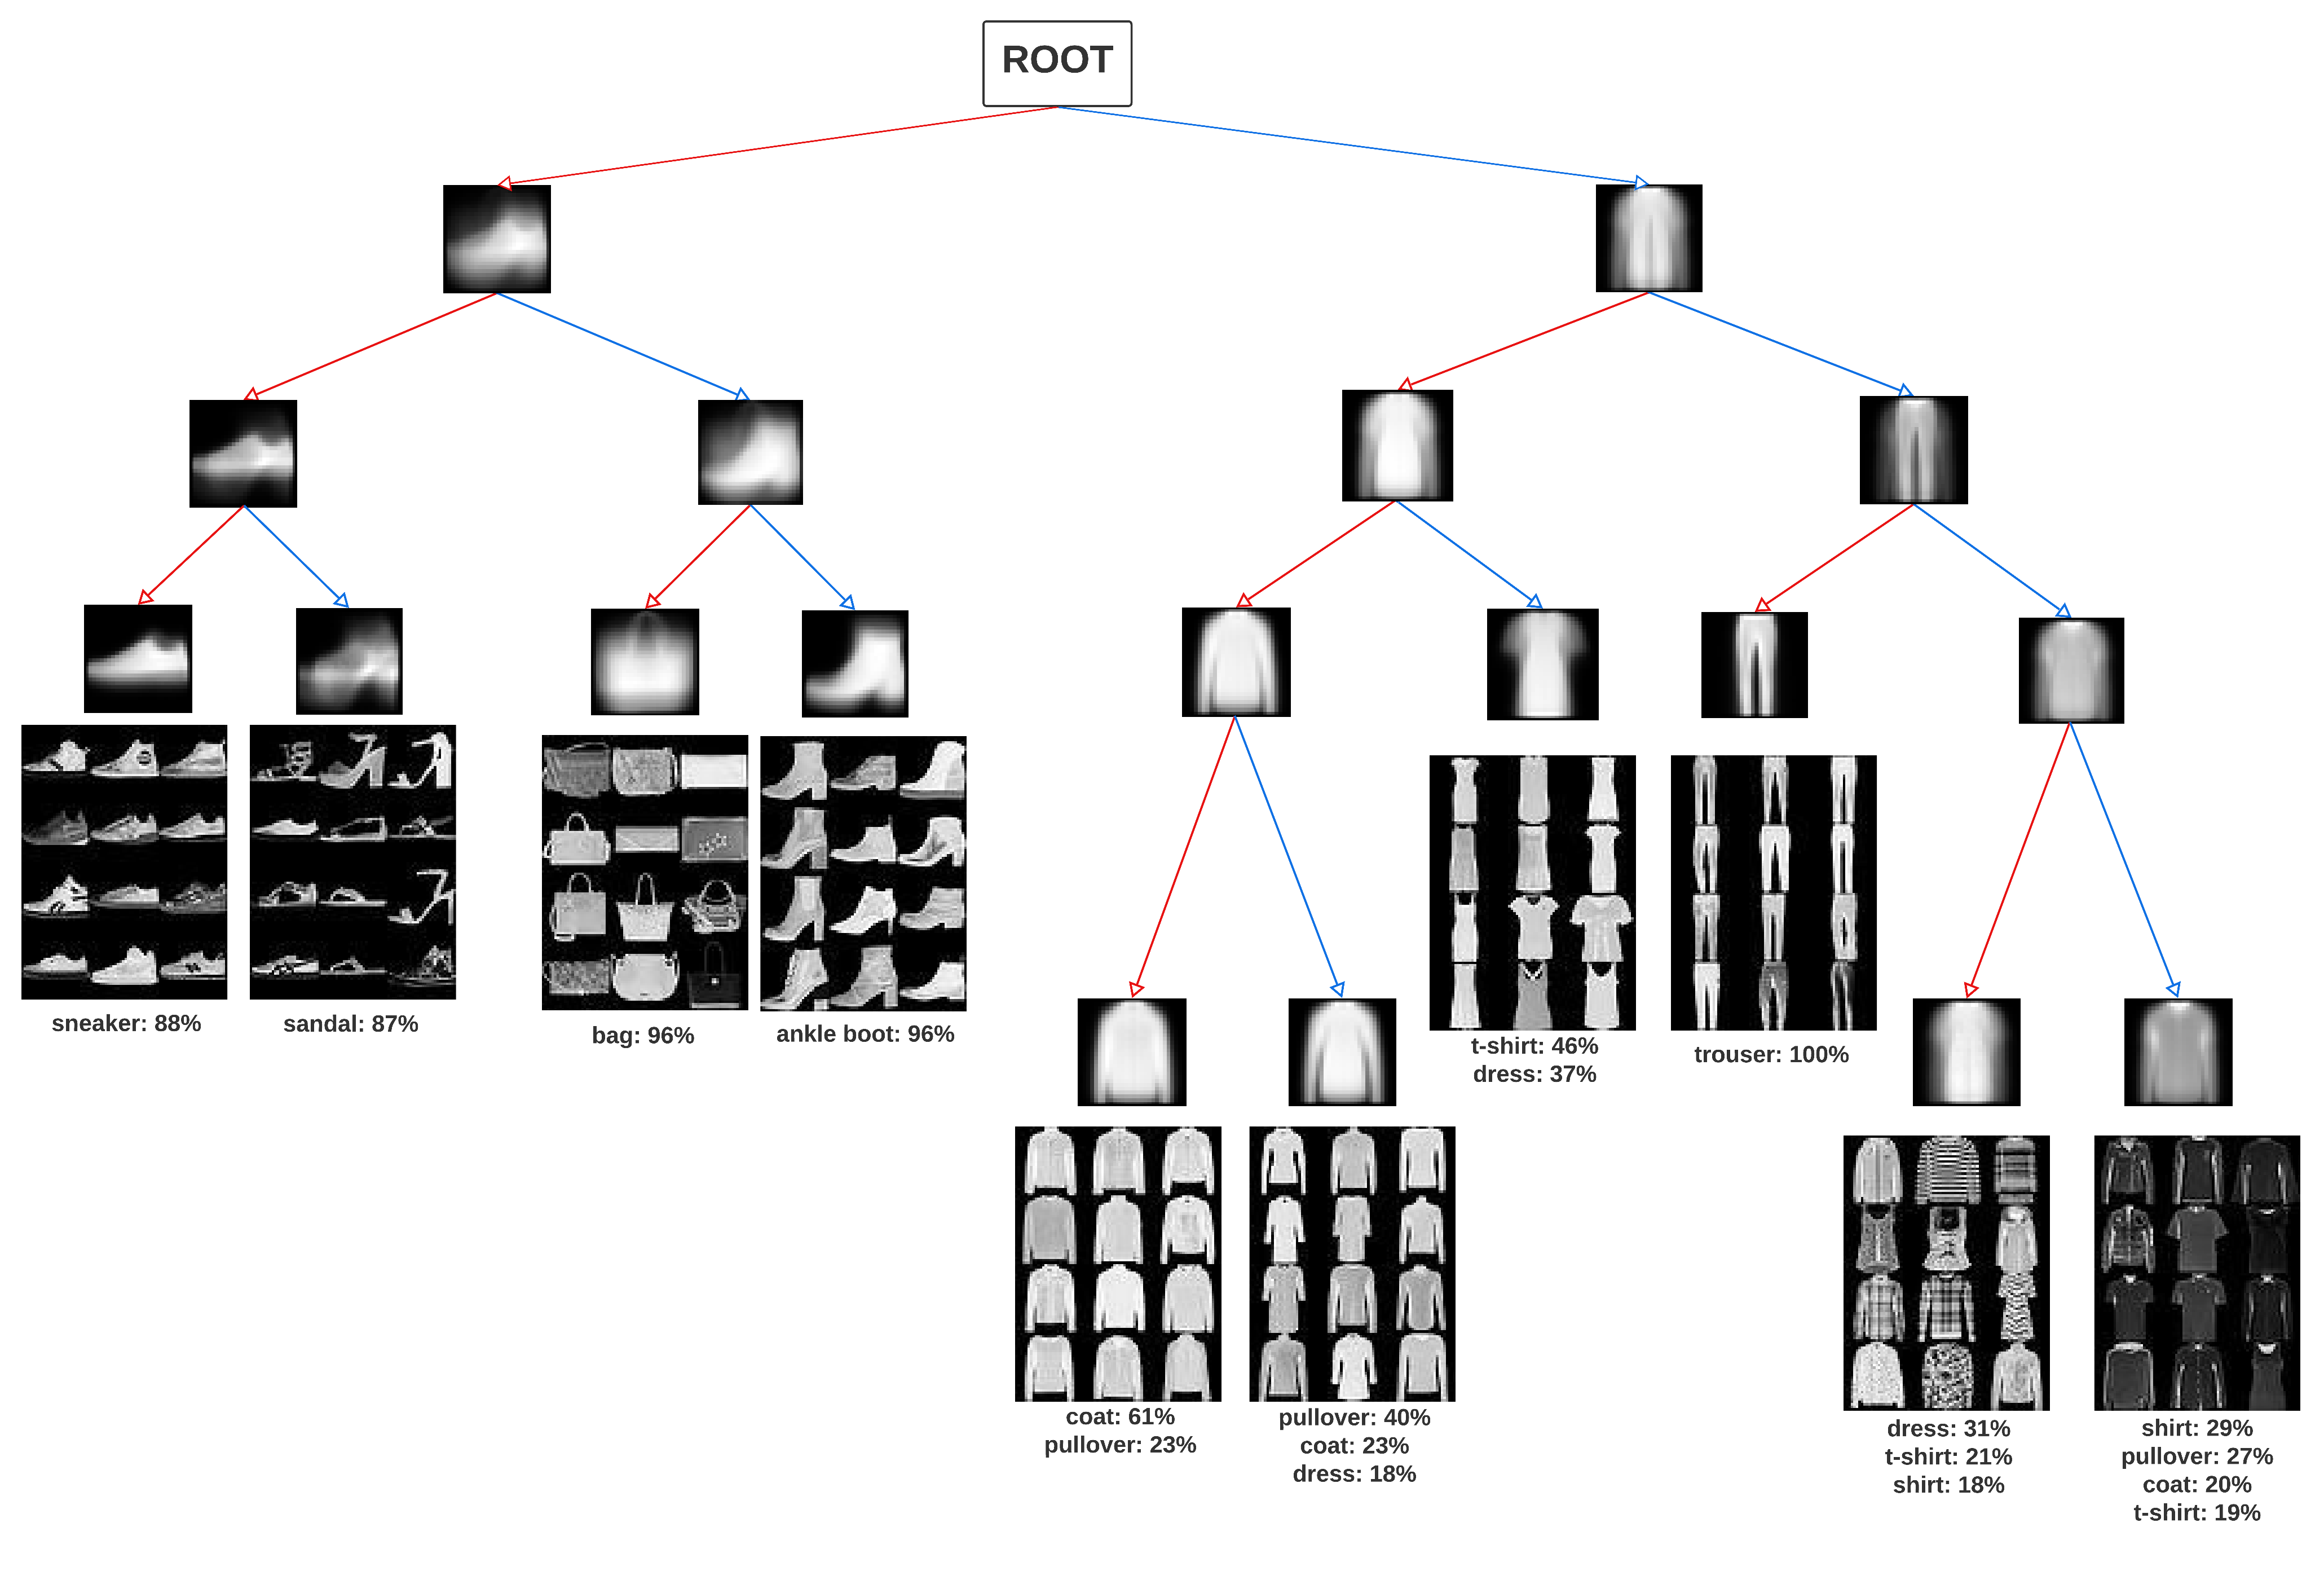 ROOT
sneaker: 88%
sandal: 87%
bag: 96%
ankle boot: 96%
t-shirt: 46%
dress: 37%
trouser: 100%
coat: 61%
pullover: 23%
pullover: 40%
coat: 23%
dress: 18%
dress: 31%
t-shirt: 21%
shirt: 18%
shirt: 29%
pullover: 27%
coat: 20%
t-shirt: 19%